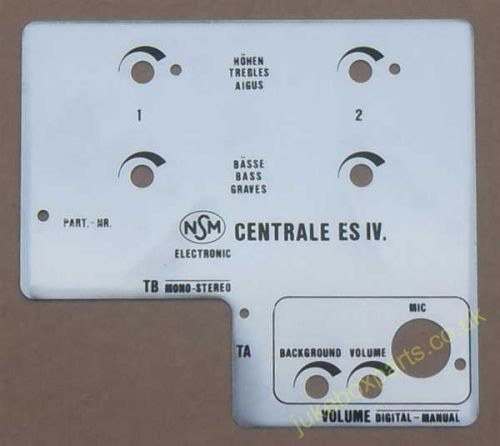 HÖHEN
TREBLES
AIGUS
1
2
BÄSSE
BASS
GRAVES
PART.-NR.
NSM
ELECTRONIC
CENTRALE ES IV.
TB MONO-STEREO
MIC
TA
BACKGROUND VOLUME
VOLUME DIGITAL-MANUAL
jukeboxparts.co.uk